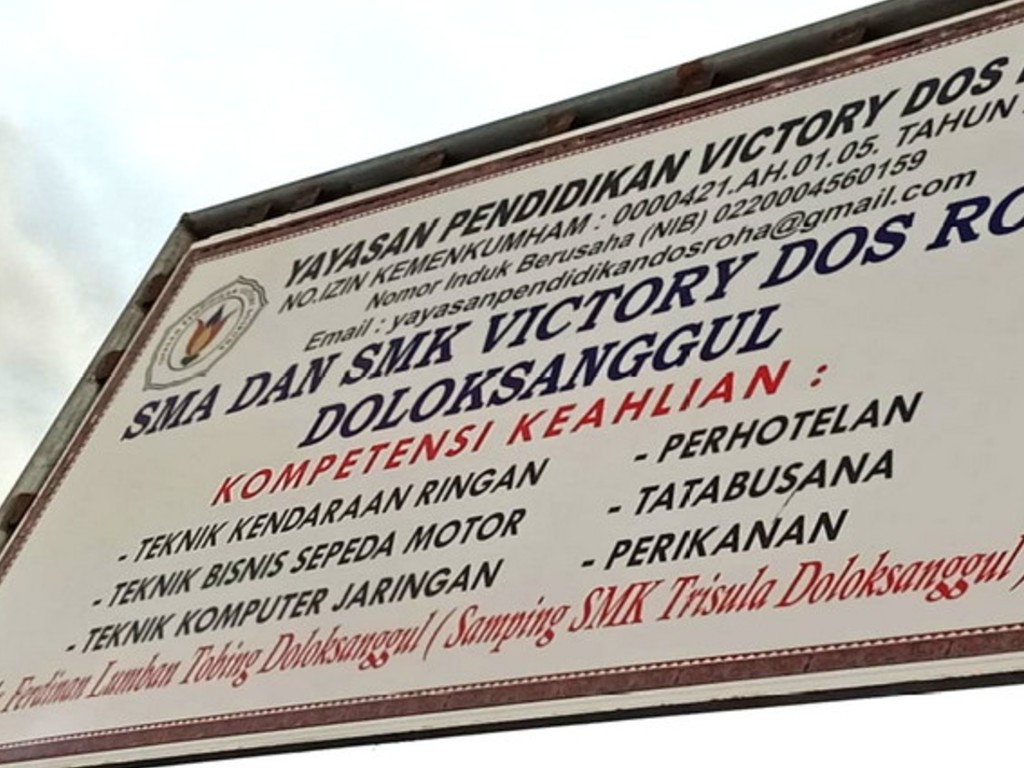 YAYASAN PENDIDIKAN VICTORY DOS
NO.IZIN KEMENKUMHAM : 0000421.AH.01.05. TAHUN
Nomor Induk Berusaha (NIB) 0220004560159
Email : yayasanpendidikandosroha@gmail.com
SMA DAN SMK VICTORY DOS RO
DOLOKSANGGUL
KOMPETENSI KEAHLIAN :
- TEKNIK KENDARAAN RINGAN
- TEKNIK BISNIS SEPEDA MOTOR
- TEKNIK KOMPUTER JARINGAN
- PERHOTELAN
- TATABUSANA
- PERIKANAN
Ferdinan Lumban Tobing Doloksanggul ( Samping SMK Trisula Doloksanggul )